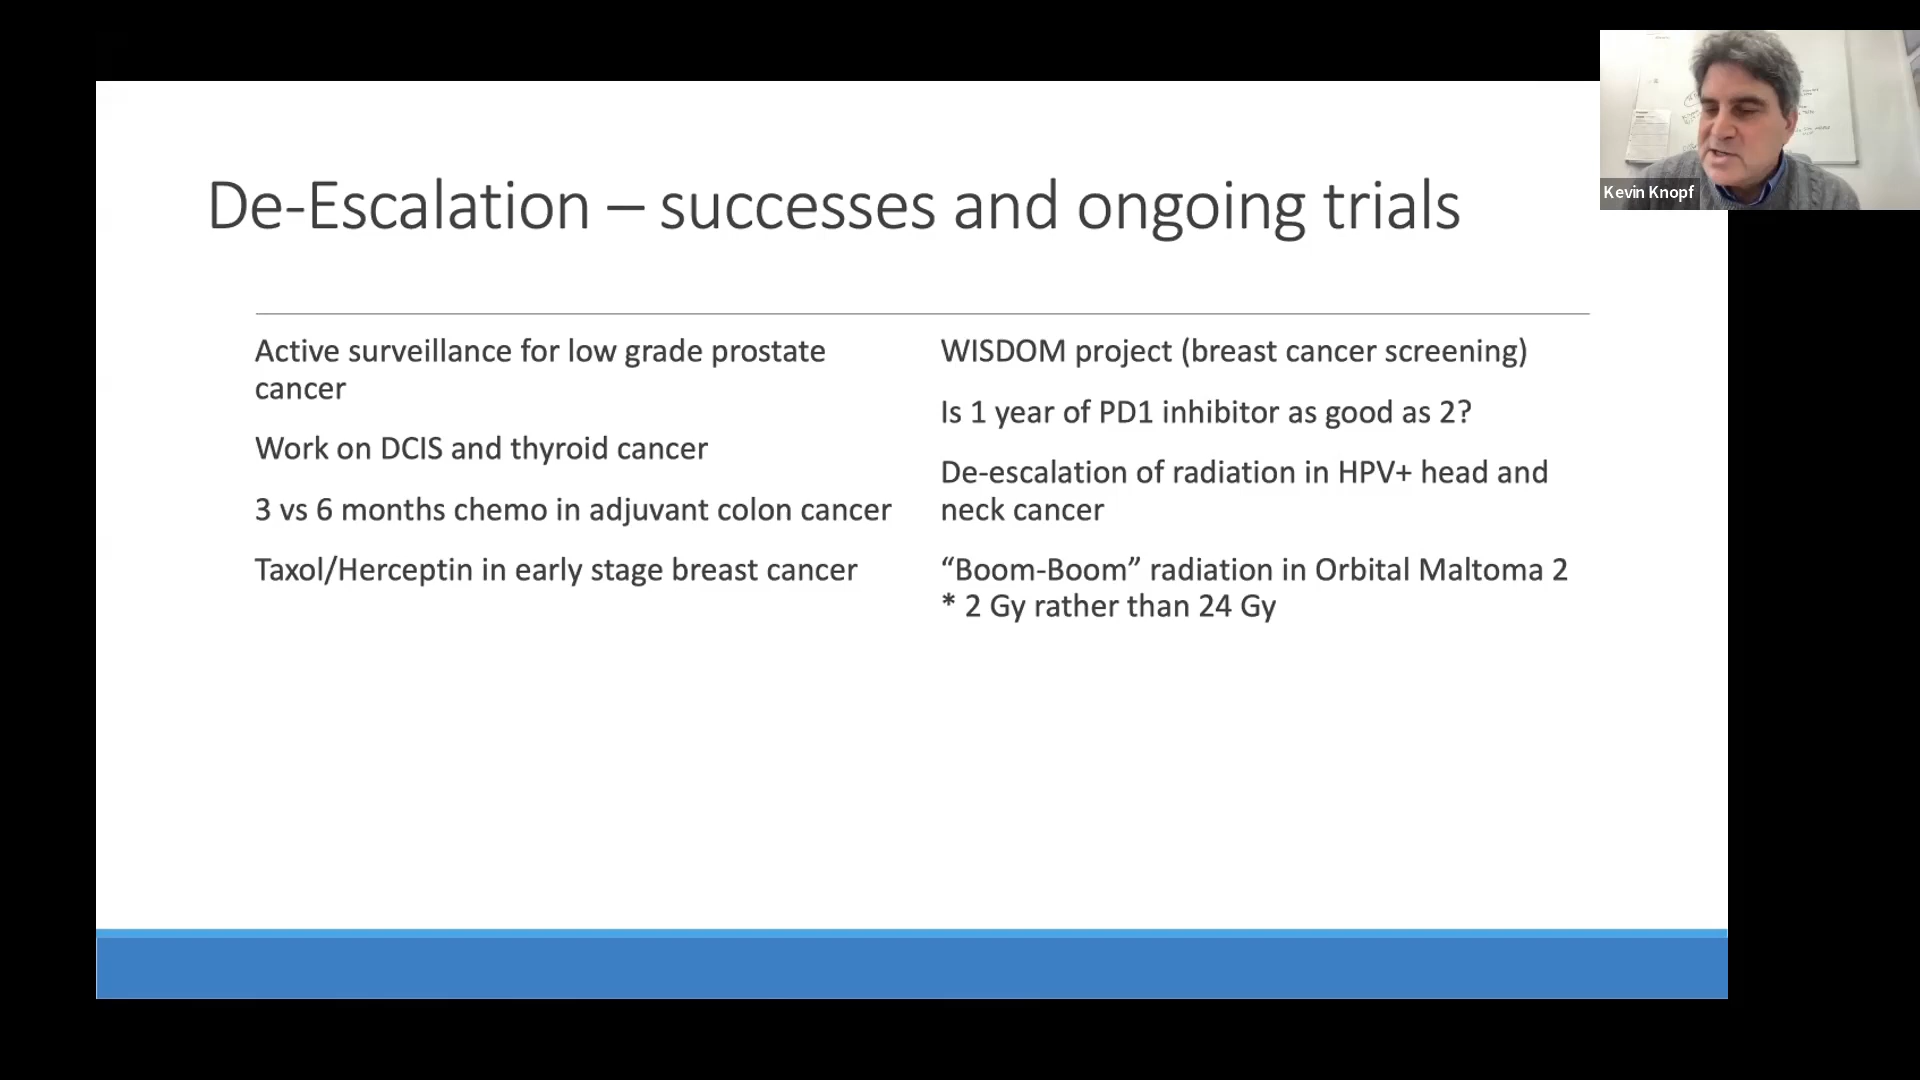 De-Escalation – successes and ongoing trials
Active surveillance for low grade prostate
cancer
Work on DCIS and thyroid cancer
3 vs 6 months chemo in adjuvant colon cancer
Taxol/Herceptin in early stage breast cancer
WISDOM project (breast cancer screening)
Is 1 year of PD1 inhibitor as good as 2?
De-escalation of radiation in HPV+ head and
neck cancer
“Boom-Boom” radiation in Orbital Maltoma 2
* 2 Gy rather than 24 Gy
Kevin Knopf